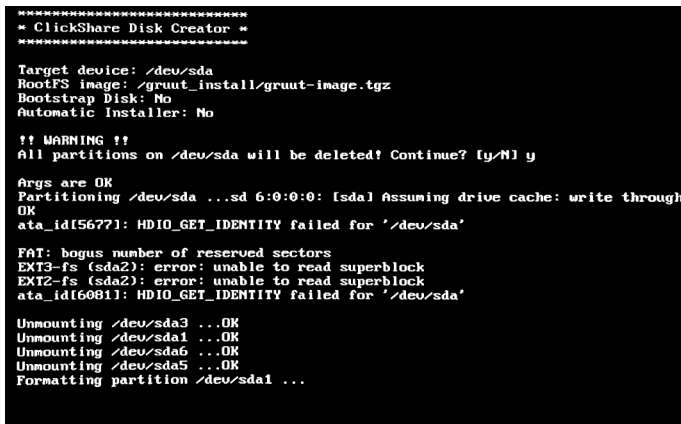 ***************************
* ClickShare Disk Creator *
***************************
Target device: /dev/sda
RootFS image: /gruut_install/gruut-image.tgz
Bootstrap Disk: No
Automatic Installer: No
!! WARNING !!
All partitions on /dev/sda will be deleted! Continue? [y/N] y
Args are OK
Partitioning /dev/sda ...sd 6:0:0:0: [sda] Assuming drive cache: write through
OK
ata_id[5677]: HDIO_GET_IDENTITY failed for '/dev/sda'
FAT: bogus number of reserved sectors
EXT3-fs (sda2): error: unable to read superblock
EXT2-fs (sda2): error: unable to read superblock
ata_id[6081]: HDIO_GET_IDENTITY failed for '/dev/sda'
Unmounting /dev/sda3 ...OK
Unmounting /dev/sda1 ...OK
Unmounting /dev/sda6 ...OK
Unmounting /dev/sda5 ...OK
Formatting partition /dev/sda1 ...